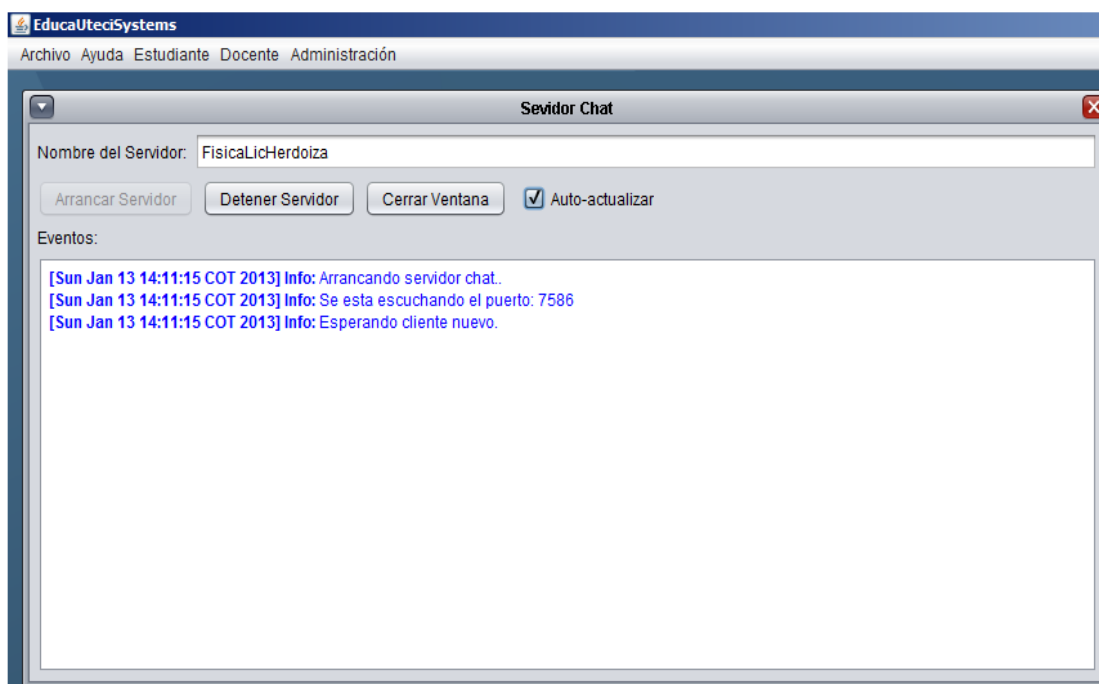 EducaUteciSystems
Archivo Ayuda Estudiante Docente Administración
Sevidor Chat
Nombre del Servidor: FisicaLicHerdoiza
Arrancar Servidor Detener Servidor Cerrar Ventana Auto-actualizar
Eventos:
[Sun Jan 13 14:11:15 COT 2013] Info: Arrancando servidor chat..
[Sun Jan 13 14:11:15 COT 2013] Info: Se esta escuchando el puerto: 7586
[Sun Jan 13 14:11:15 COT 2013] Info: Esperando cliente nuevo.